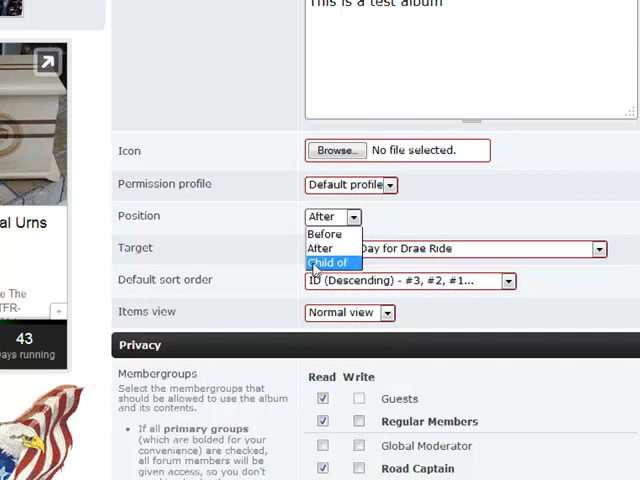 This is a test album
Icon
Browse... No file selected.
Permission profile
Default profile
Position
After
Before
After
Child of
Target
Day for Drae Ride
Default sort order
ID (Descending) - #3, #2, #1...
Items view
Normal view
Privacy
Membergroups
Select the membergroups that
should be allowed to use the album
and its contents.
• If all primary groups
(which are bolded for your
convenience) are checked,
all forum members will be
given access, so you don't
Read Write
Guests
Regular Members
Global Moderator
Road Captain
al Urns
e The
TFR-
43
Days running